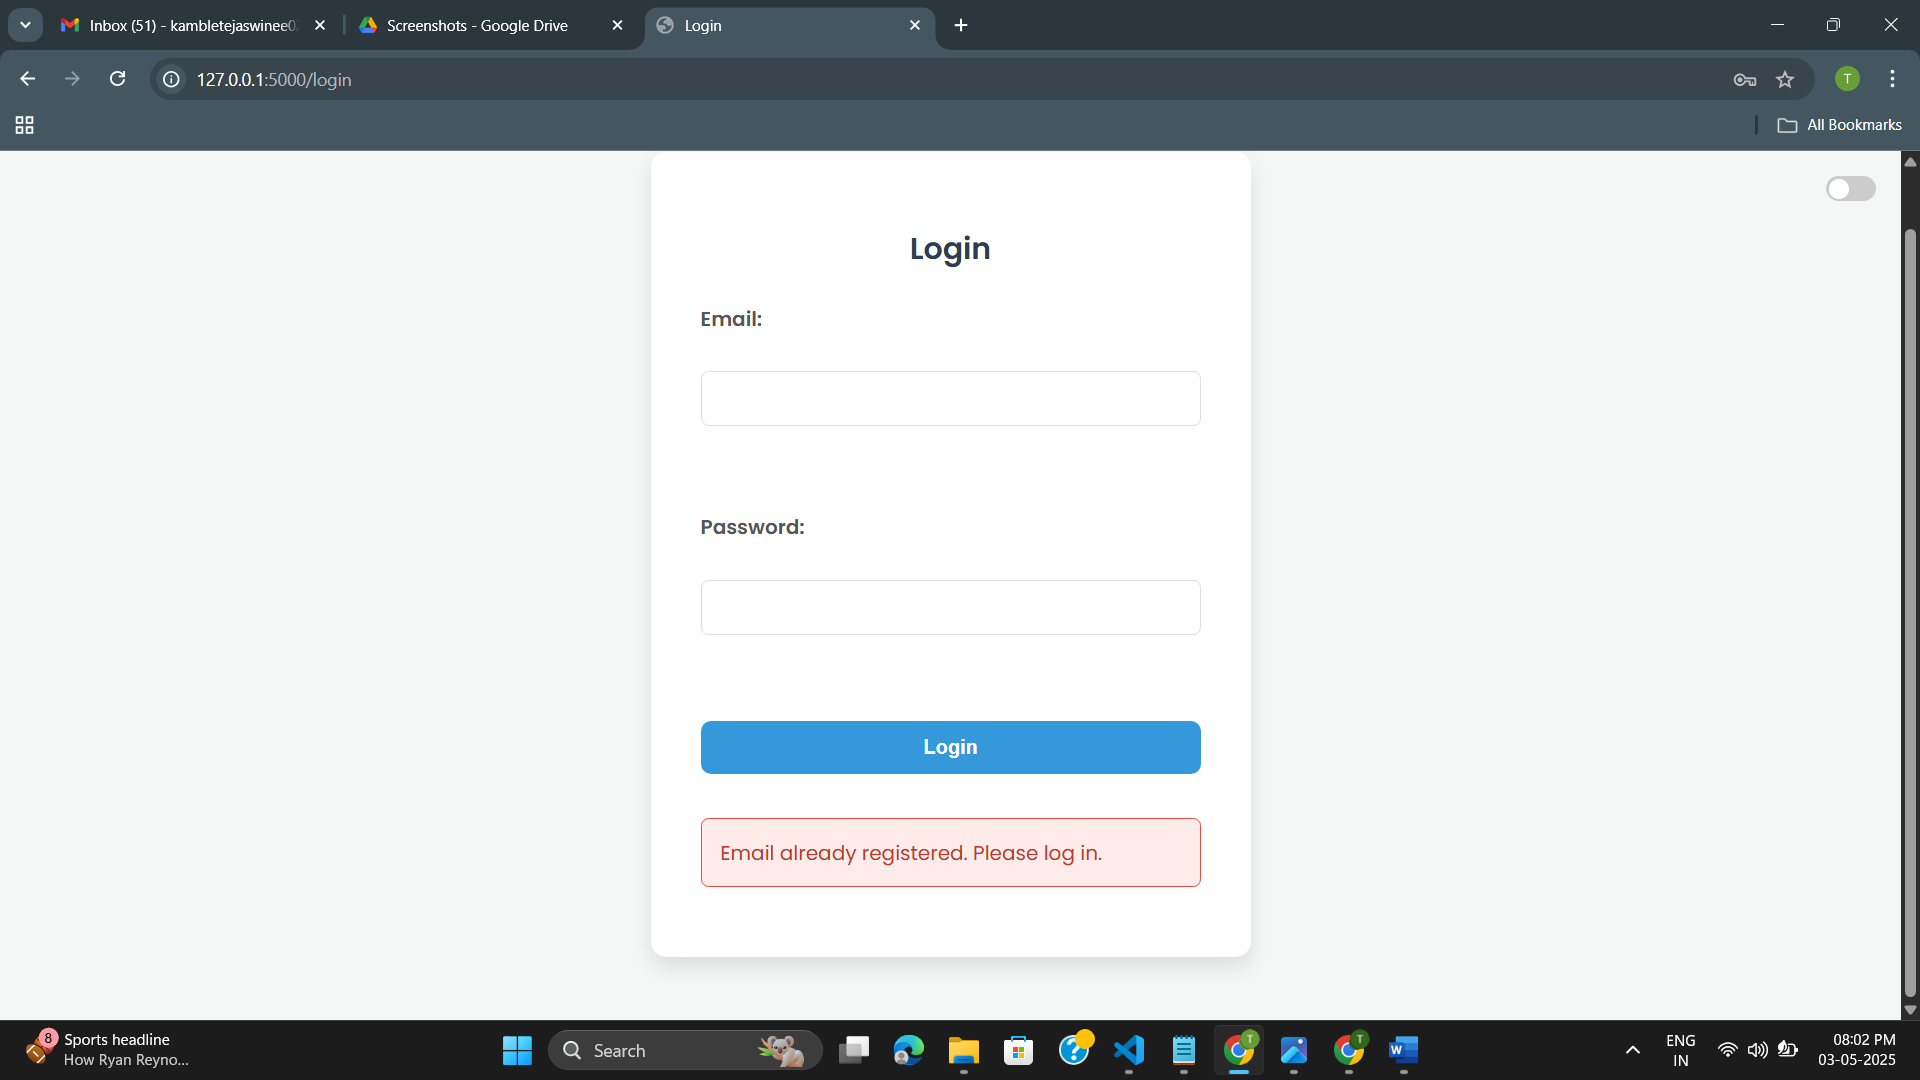 Inbox (51) - kambletejaswinee0
Screenshots - Google Drive
Login
127.0.0.1:5000/login
T
All Bookmarks
Login
Email:
Password:
Login
Email already registered. Please log in.
8
Sports headline
How Ryan Reyno...
Search
T
T
W
ENG
IN
08:02 PM
03-05-2025